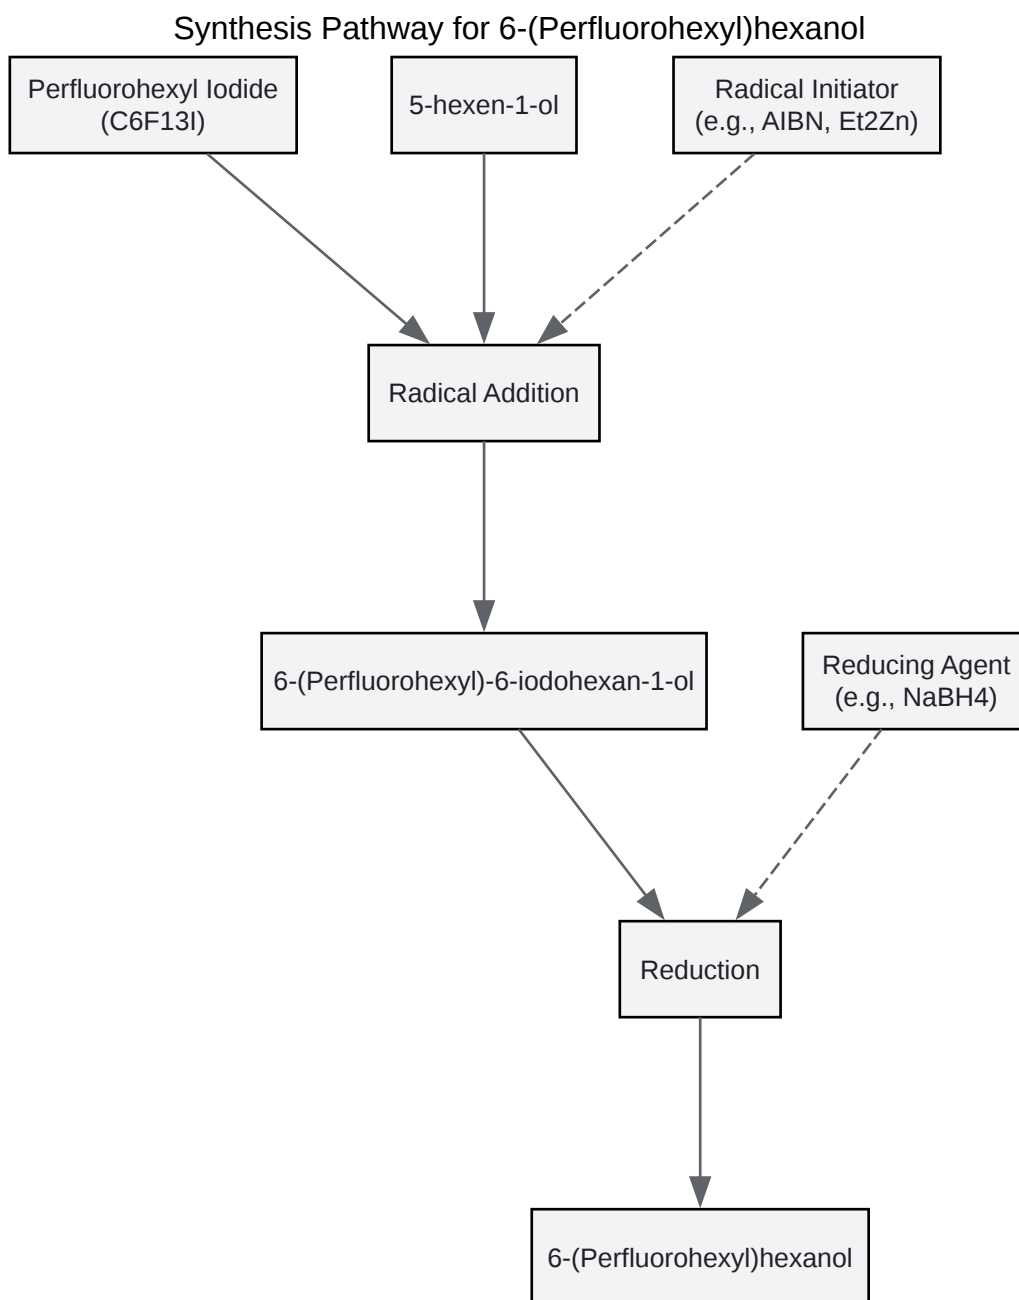 Synthesis Pathway for 6-(Perfluorohexyl)hexanol
Perfluorohexyl Iodide
(C6F13I)
5-hexen-1-ol
Radical Initiator
(e.g., AIBN, Et2Zn)
Radical Addition
6-(Perfluorohexyl)-6-iodohexan-1-ol
Reducing Agent
(e.g., NaBH4)
Reduction
6-(Perfluorohexyl)hexanol